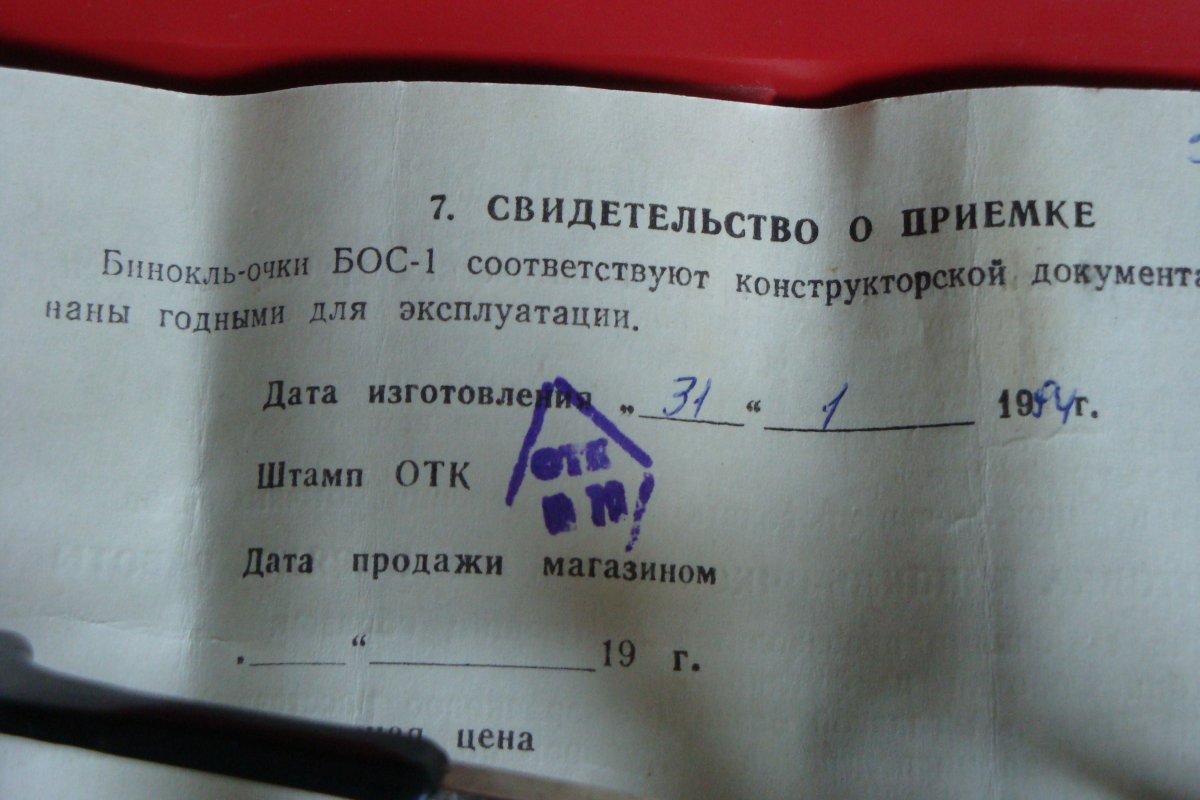 7. СВИДЕТЕЛЬСТВО О ПРИЕМКЕ
Бинокль-очки БОС-1 соответствуют конструкторской документа
наны годными для эксплуатации.
Дата изготовления „ 31 “ 1 19 г.
Штамп ОТК
ОТК
Дата продажи магазином
„ “ 19 г.
цена